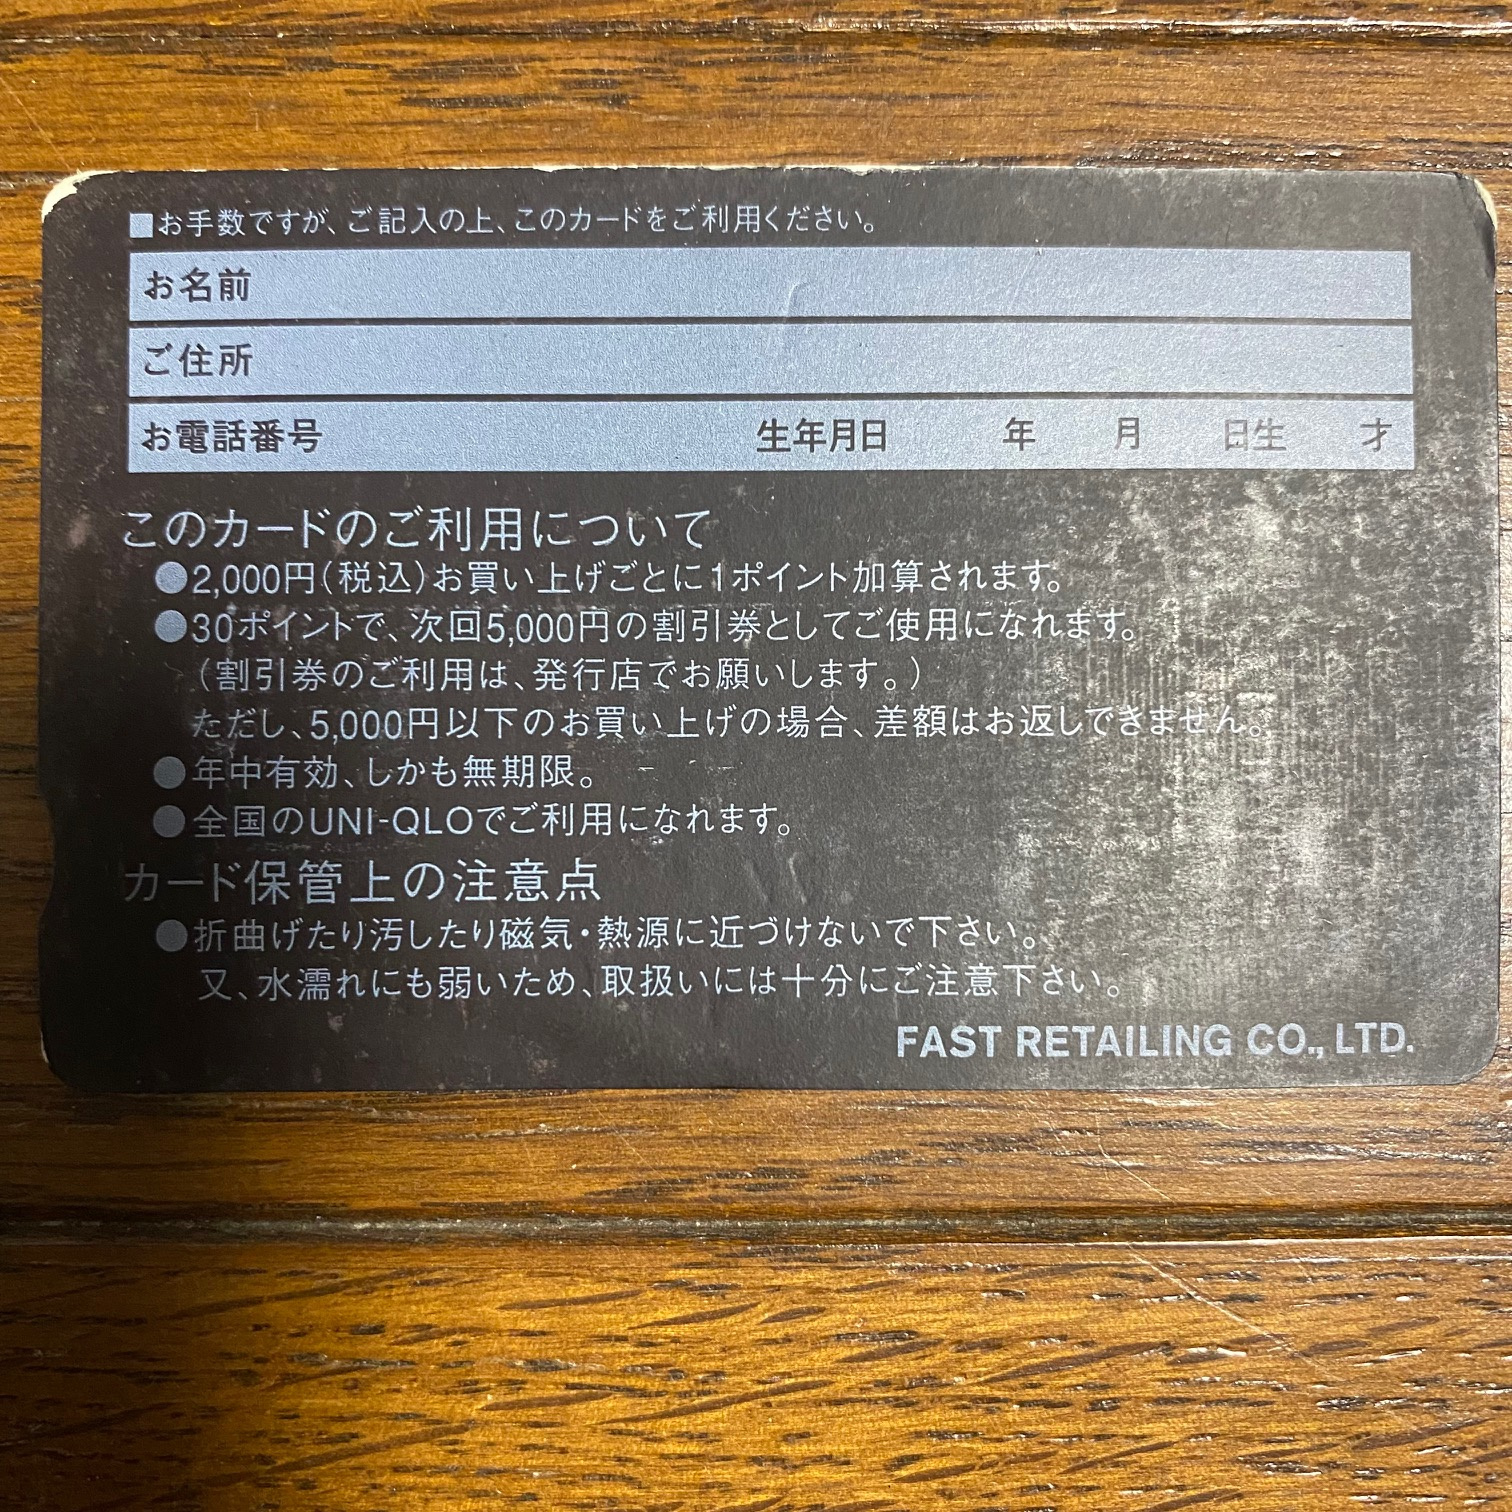 ■お手数ですが、ご記入の上、このカードをご利用ください。
お名前
ご住所
お電話番号 生年月日 年 月 日生 才
このカードのご利用について
●2,000円(税込)お買い上げごとに1ポイント加算されます。
●30ポイントで、次回5,000円の割引券としてご使用になれます。
(割引券のご利用は、発行店でお願いします。)
ただし、5,000円以下のお買い上げの場合、差額はお返しできません。
●年中有効、しかも無期限。
●全国のUNI-QLOでご利用になれます。
カード保管上の注意点
●折曲げたり汚したり磁気・熱源に近づけないで下さい。
又、水濡れにも弱いため、取扱いには十分にご注意下さい。
FAST RETAILING CO., LTD.